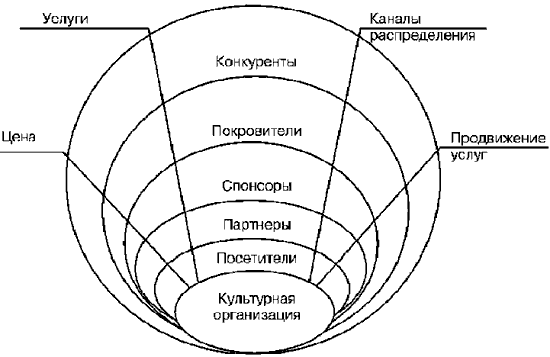 Услуги
Каналы
распределения
Конкуренты
Цена
Покровители
Продвижение
услуг
Спонсоры
Партнеры
Посетители
Культурная
организация